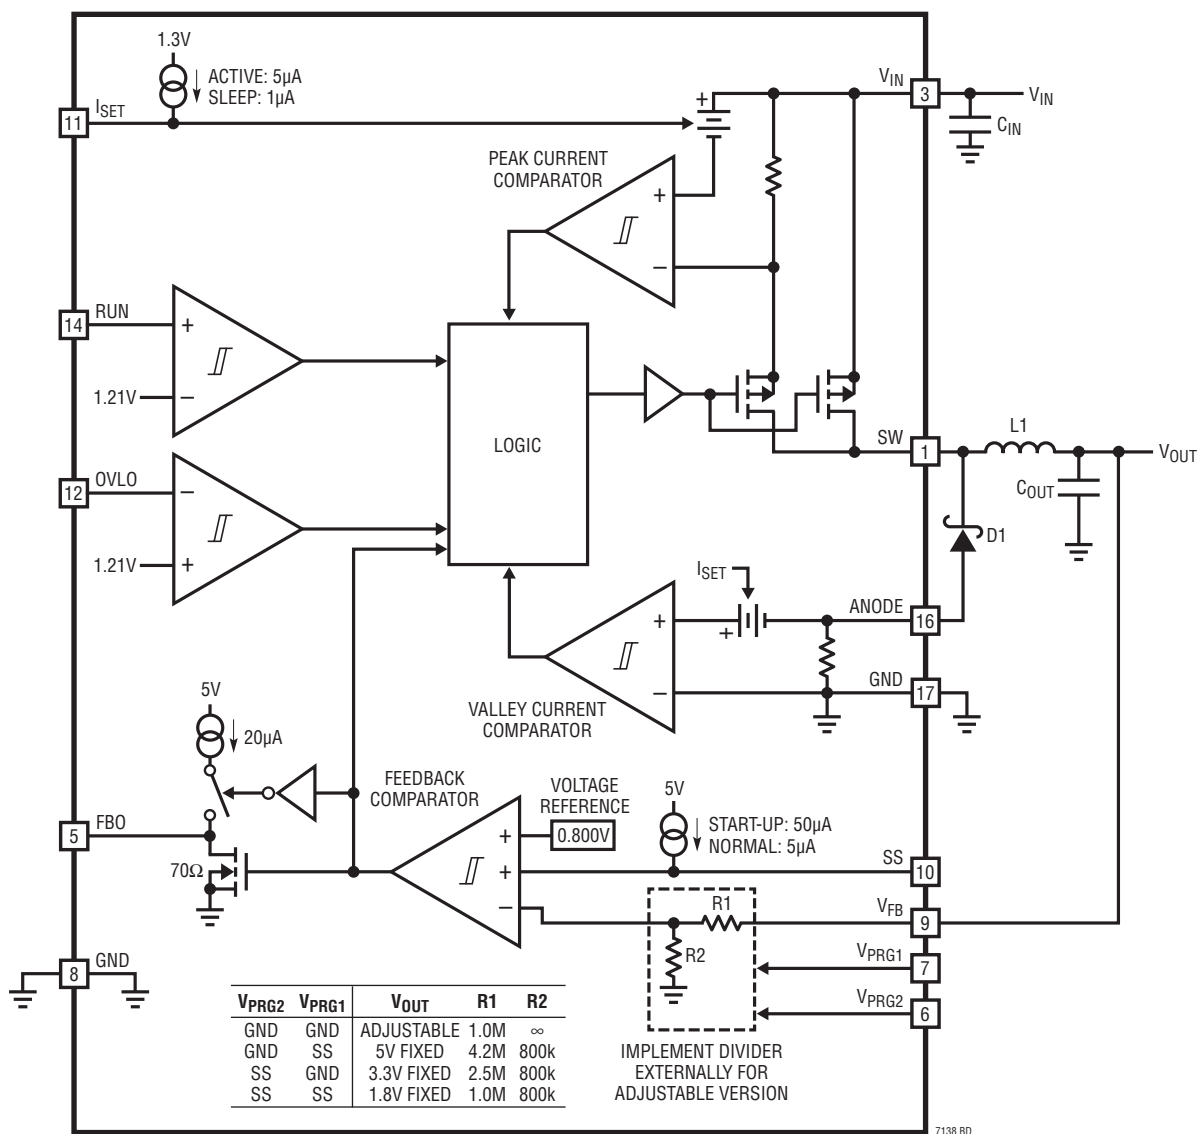 1.3V
ACTIVE: 5µA
SLEEP: 1µA
11
ISET
VIN
3
VIN
CIN
+
PEAK CURRENT
COMPARATOR
+
–
14
RUN
+
1.21V
–
LOGIC
SW
1
L1
VOUT
COUT
D1
12
OVLO
–
1.21V
+
ISET
+
ANODE
16
+
–
GND
17
VALLEY CURRENT
COMPARATOR
5V
20µA
FEEDBACK
COMPARATOR
VOLTAGE
REFERENCE
0.800V
5V
START-UP: 50µA
NORMAL: 5µA
5
FBO
+
+
–
70Ω
SS
10
R1
VFB
9
R2
VPRG1
7
VPRG2
6
8
GND
VPRG2 VPRG1 VOUT R1 R2
GND GND ADJUSTABLE 1.0M ∞
GND SS 5V FIXED 4.2M 800k
SS GND 3.3V FIXED 2.5M 800k
SS SS 1.8V FIXED 1.0M 800k
IMPLEMENT DIVIDER
EXTERNALLY FOR
ADJUSTABLE VERSION
7138 BD